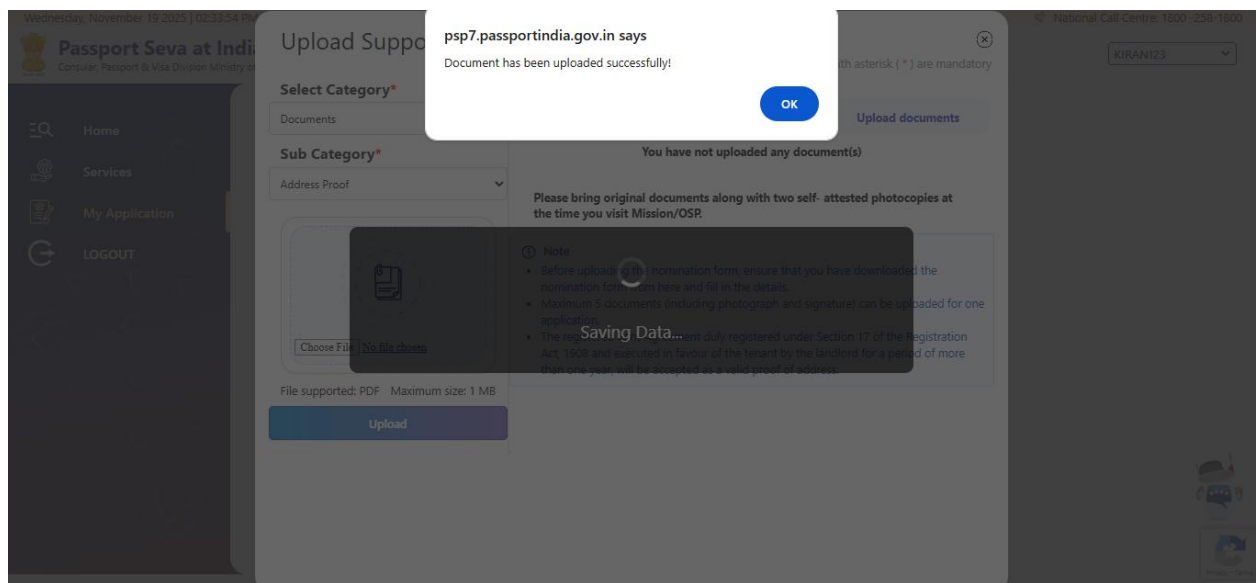 Wednesday, November 19 2025 | 02:33:54 PM
National Call Centre: 1800 -258-1800
Passport Seva at Indi
Consular, Passport & Visa Division Ministry o
KIRAN123
Home
Services
My Application
LOGOUT
Upload Suppo
th asterisk ( * ) are mandatory
psp7.passportindia.gov.in says
Document has been uploaded successfully!
OK
Select Category*
Documents
Sub Category*
Address Proof
Choose File No file chosen
File supported: PDF Maximum size: 1 MB
Upload
Upload documents
You have not uploaded any document(s)
Please bring original documents along with two self- attested photocopies at
the time you visit Mission/OSP.
Note
Before uploading the nomination form, ensure that you have downloaded the
nomination form from here and fill in the details.
Maximum 5 documents (including photograph and signature) can be uploaded for one
application.
The ment duly registered under Section 17 of the Registration
Act, 1908 and executed in favour of the tenant by the landlord for a period of more
than one year, will be accepted as a valid proof of address.
Saving Data...